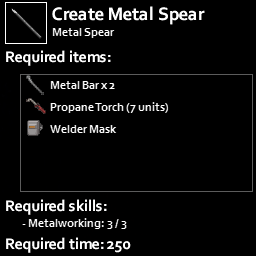 Create Metal Spear
Metal Spear
Required items:
Metal Bar x 2
Propane Torch (7 units)
Welder Mask
Required skills:
- Metalworking: 3 / 3
Required time: 250